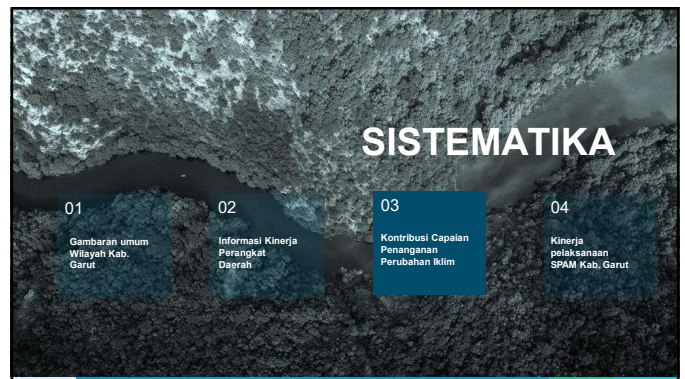 SISTEMATIKA
01
Gambaran umum
Wilayah Kab.
Garut
02
Informasi Kinerja
Perangkat
Daerah
03
Kontribusi Capaian
Penanganan
Perubahan Iklim
04
Kinerja
pelaksanaan
SPAM Kab. Garut